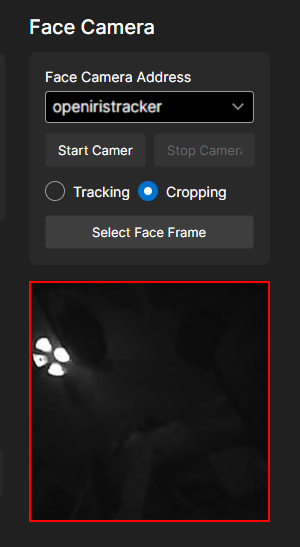 Face Camera
Face Camera Address
openiristracker
Start Camer
Stop Camera
Tracking
Cropping
Select Face Frame